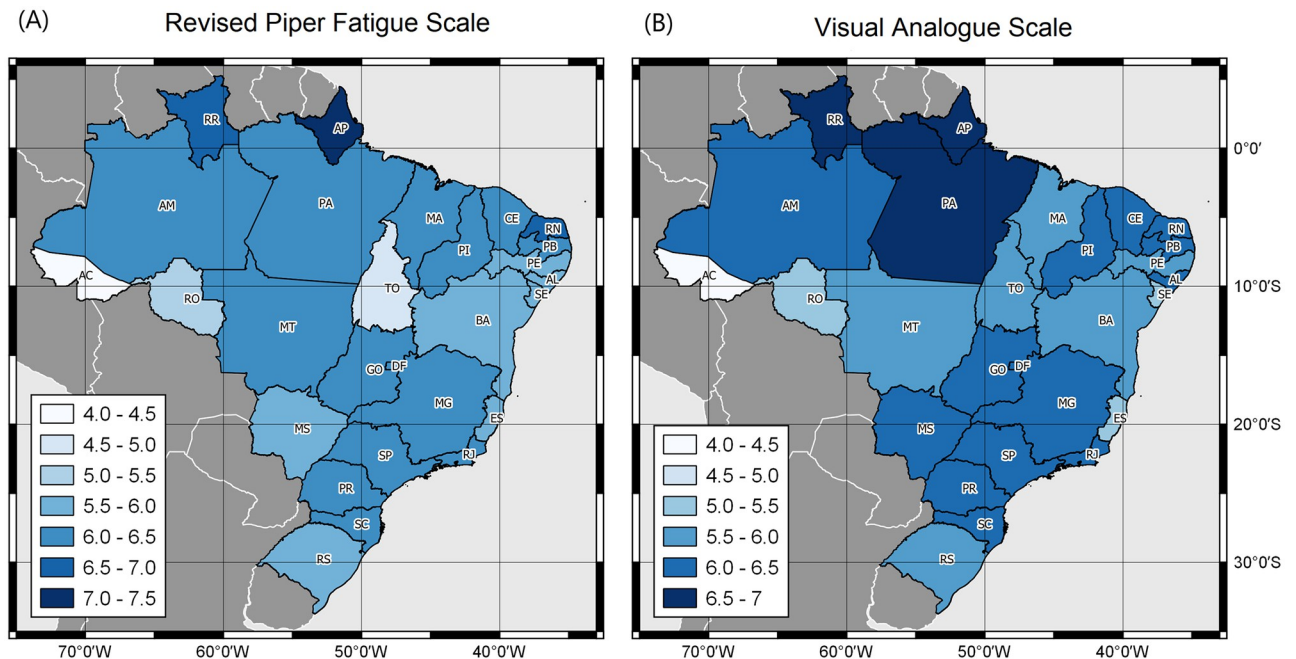 (A) Revised Piper Fatigue Scale
RR
AP
AM
PA
MA
CE
RN
PB
PI
PE
AC
AL
TO
SE
RO
BA
MT
GO
DF
MG
ES
MS
SP
RJ
PR
SC
RS
4.0 - 4.5
4.5 - 5.0
5.0 - 5.5
5.5 - 6.0
6.0 - 6.5
6.5 - 7.0
7.0 - 7.5
70°0'W 60°0'W 50°0'W 40°0'W
(B) Visual Analogue Scale
RR
AP
AM
PA
MA
CE
RN
PB
PI
PE
AC
AL
TO
SE
RO
BA
MT
GO
DF
MG
ES
MS
SP
RJ
PR
SC
RS
4.0 - 4.5
4.5 - 5.0
5.0 - 5.5
5.5 - 6.0
6.0 - 6.5
6.5 - 7
0°0'
10°0'S
20°0'S
30°0'S
70°0'W 60°0'W 50°0'W 40°0'W